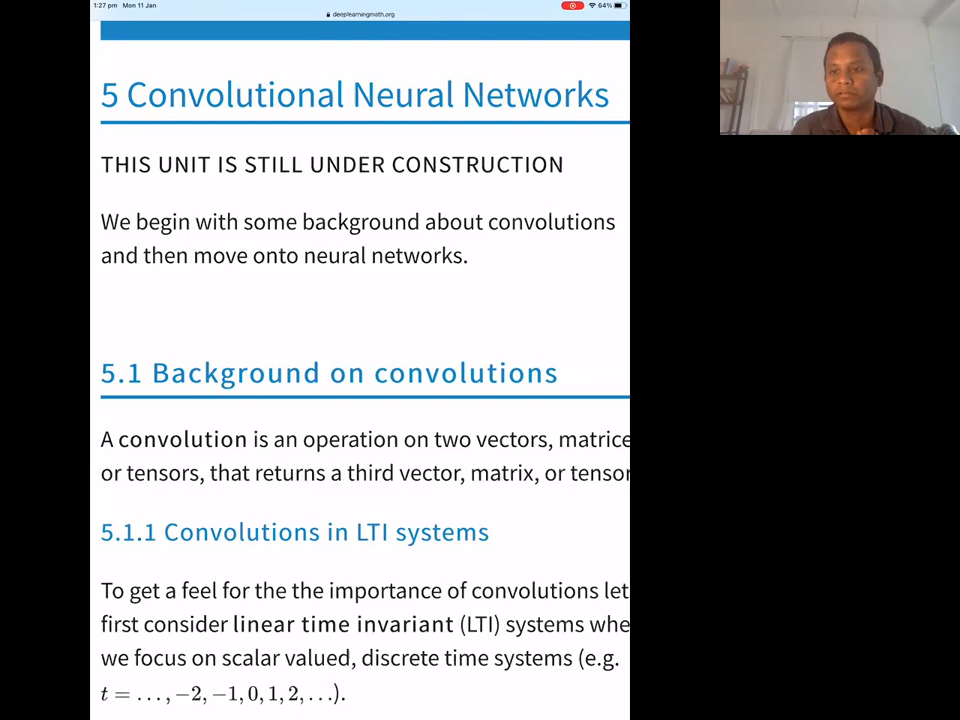 1:27 pm Mon 11 Jan
64%
deeplearningmath.org
5 Convolutional Neural Networks
THIS UNIT IS STILL UNDER CONSTRUCTION
We begin with some background about convolutions
and then move onto neural networks.
5.1 Background on convolutions
A convolution is an operation on two vectors, matrice
or tensors, that returns a third vector, matrix, or tensor
5.1.1 Convolutions in LTI systems
To get a feel for the the importance of convolutions let
first consider linear time invariant (LTI) systems whe
we focus on scalar valued, discrete time systems (e.g.
t = …, −2, −1, 0, 1, 2, …).